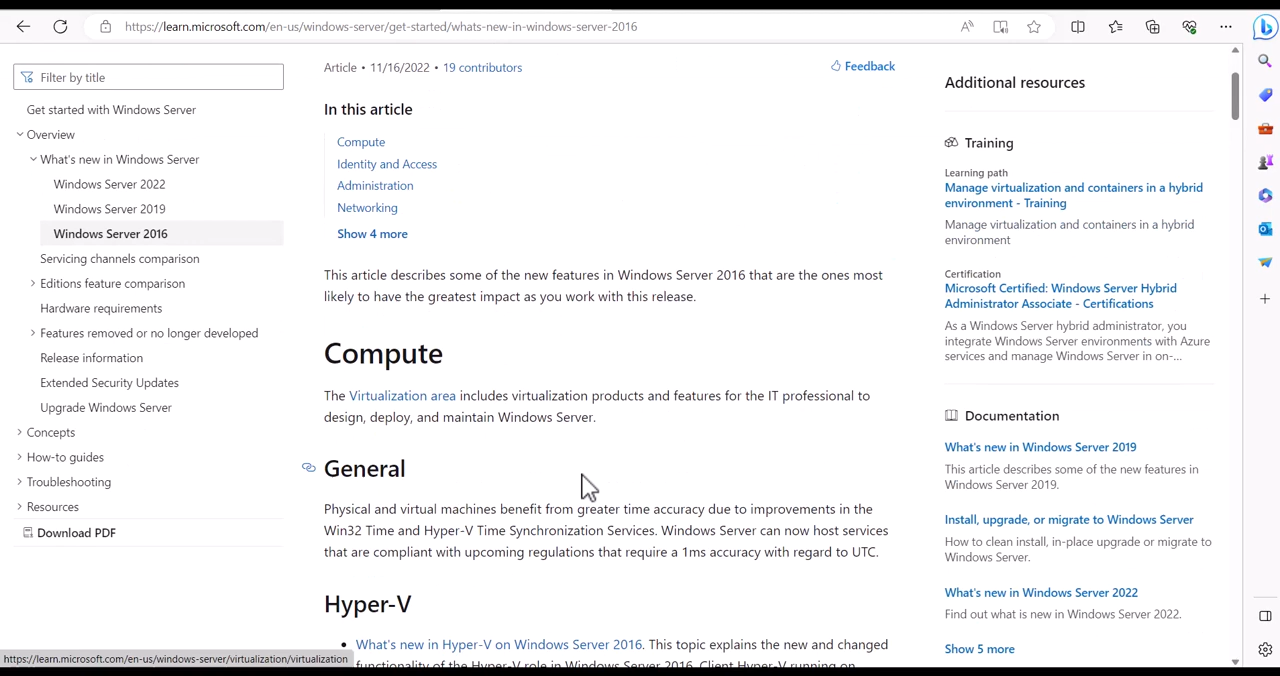 https://learn.microsoft.com/en-us/windows-server/get-started/whats-new-in-windows-server-2016
Filter by title
Get started with Windows Server
Overview
What's new in Windows Server
Windows Server 2022
Windows Server 2019
Windows Server 2016
Servicing channels comparison
Editions feature comparison
Hardware requirements
Features removed or no longer developed
Release information
Extended Security Updates
Upgrade Windows Server
Concepts
How-to guides
Troubleshooting
Resources
Download PDF
Article • 11/16/2022 • 19 contributors
Feedback
In this article
Compute
Identity and Access
Administration
Networking
Show 4 more
This article describes some of the new features in Windows Server 2016 that are the ones most
likely to have the greatest impact as you work with this release.
Compute
The Virtualization area includes virtualization products and features for the IT professional to
design, deploy, and maintain Windows Server.
General
Physical and virtual machines benefit from greater time accuracy due to improvements in the
Win32 Time and Hyper-V Time Synchronization Services. Windows Server can now host services
that are compliant with upcoming regulations that require a 1ms accuracy with regard to UTC.
Hyper-V
• What's new in Hyper-V on Windows Server 2016. This topic explains the new and changed
functionality of the Hyper-V role in Windows Server 2016, Client Hyper-V running on
Additional resources
Training
Learning path
Manage virtualization and containers in a hybrid
environment - Training
Manage virtualization and containers in a hybrid
environment
Certification
Microsoft Certified: Windows Server Hybrid
Administrator Associate - Certifications
As a Windows Server hybrid administrator, you
integrate Windows Server environments with Azure
services and manage Windows Server in on-...
Documentation
What's new in Windows Server 2019
This article describes some of the new features in
Windows Server 2019.
Install, upgrade, or migrate to Windows Server
How to clean install, in-place upgrade or migrate to
Windows Server.
What's new in Windows Server 2022
Find out what is new in Windows Server 2022.
Show 5 more
https://learn.microsoft.com/en-us/windows-server/virtualization/virtualization